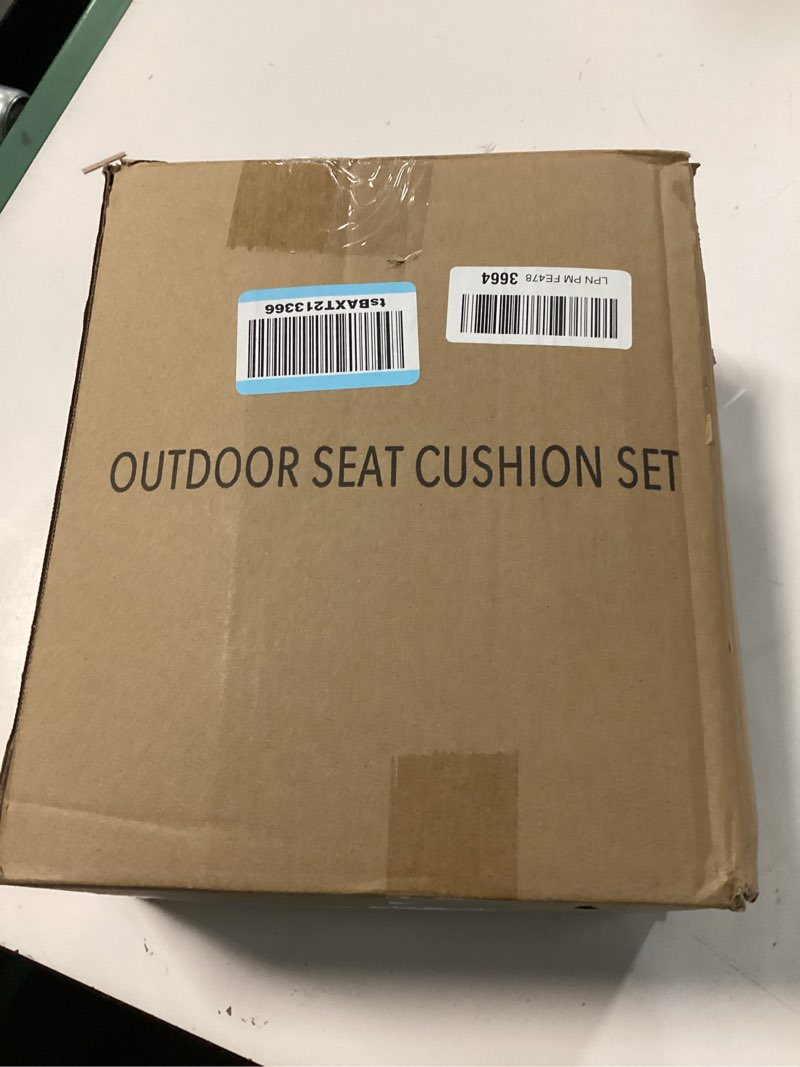 tsBAXT213366
LPN PM FE478 3664
OUTDOOR SEAT CUSHION SET